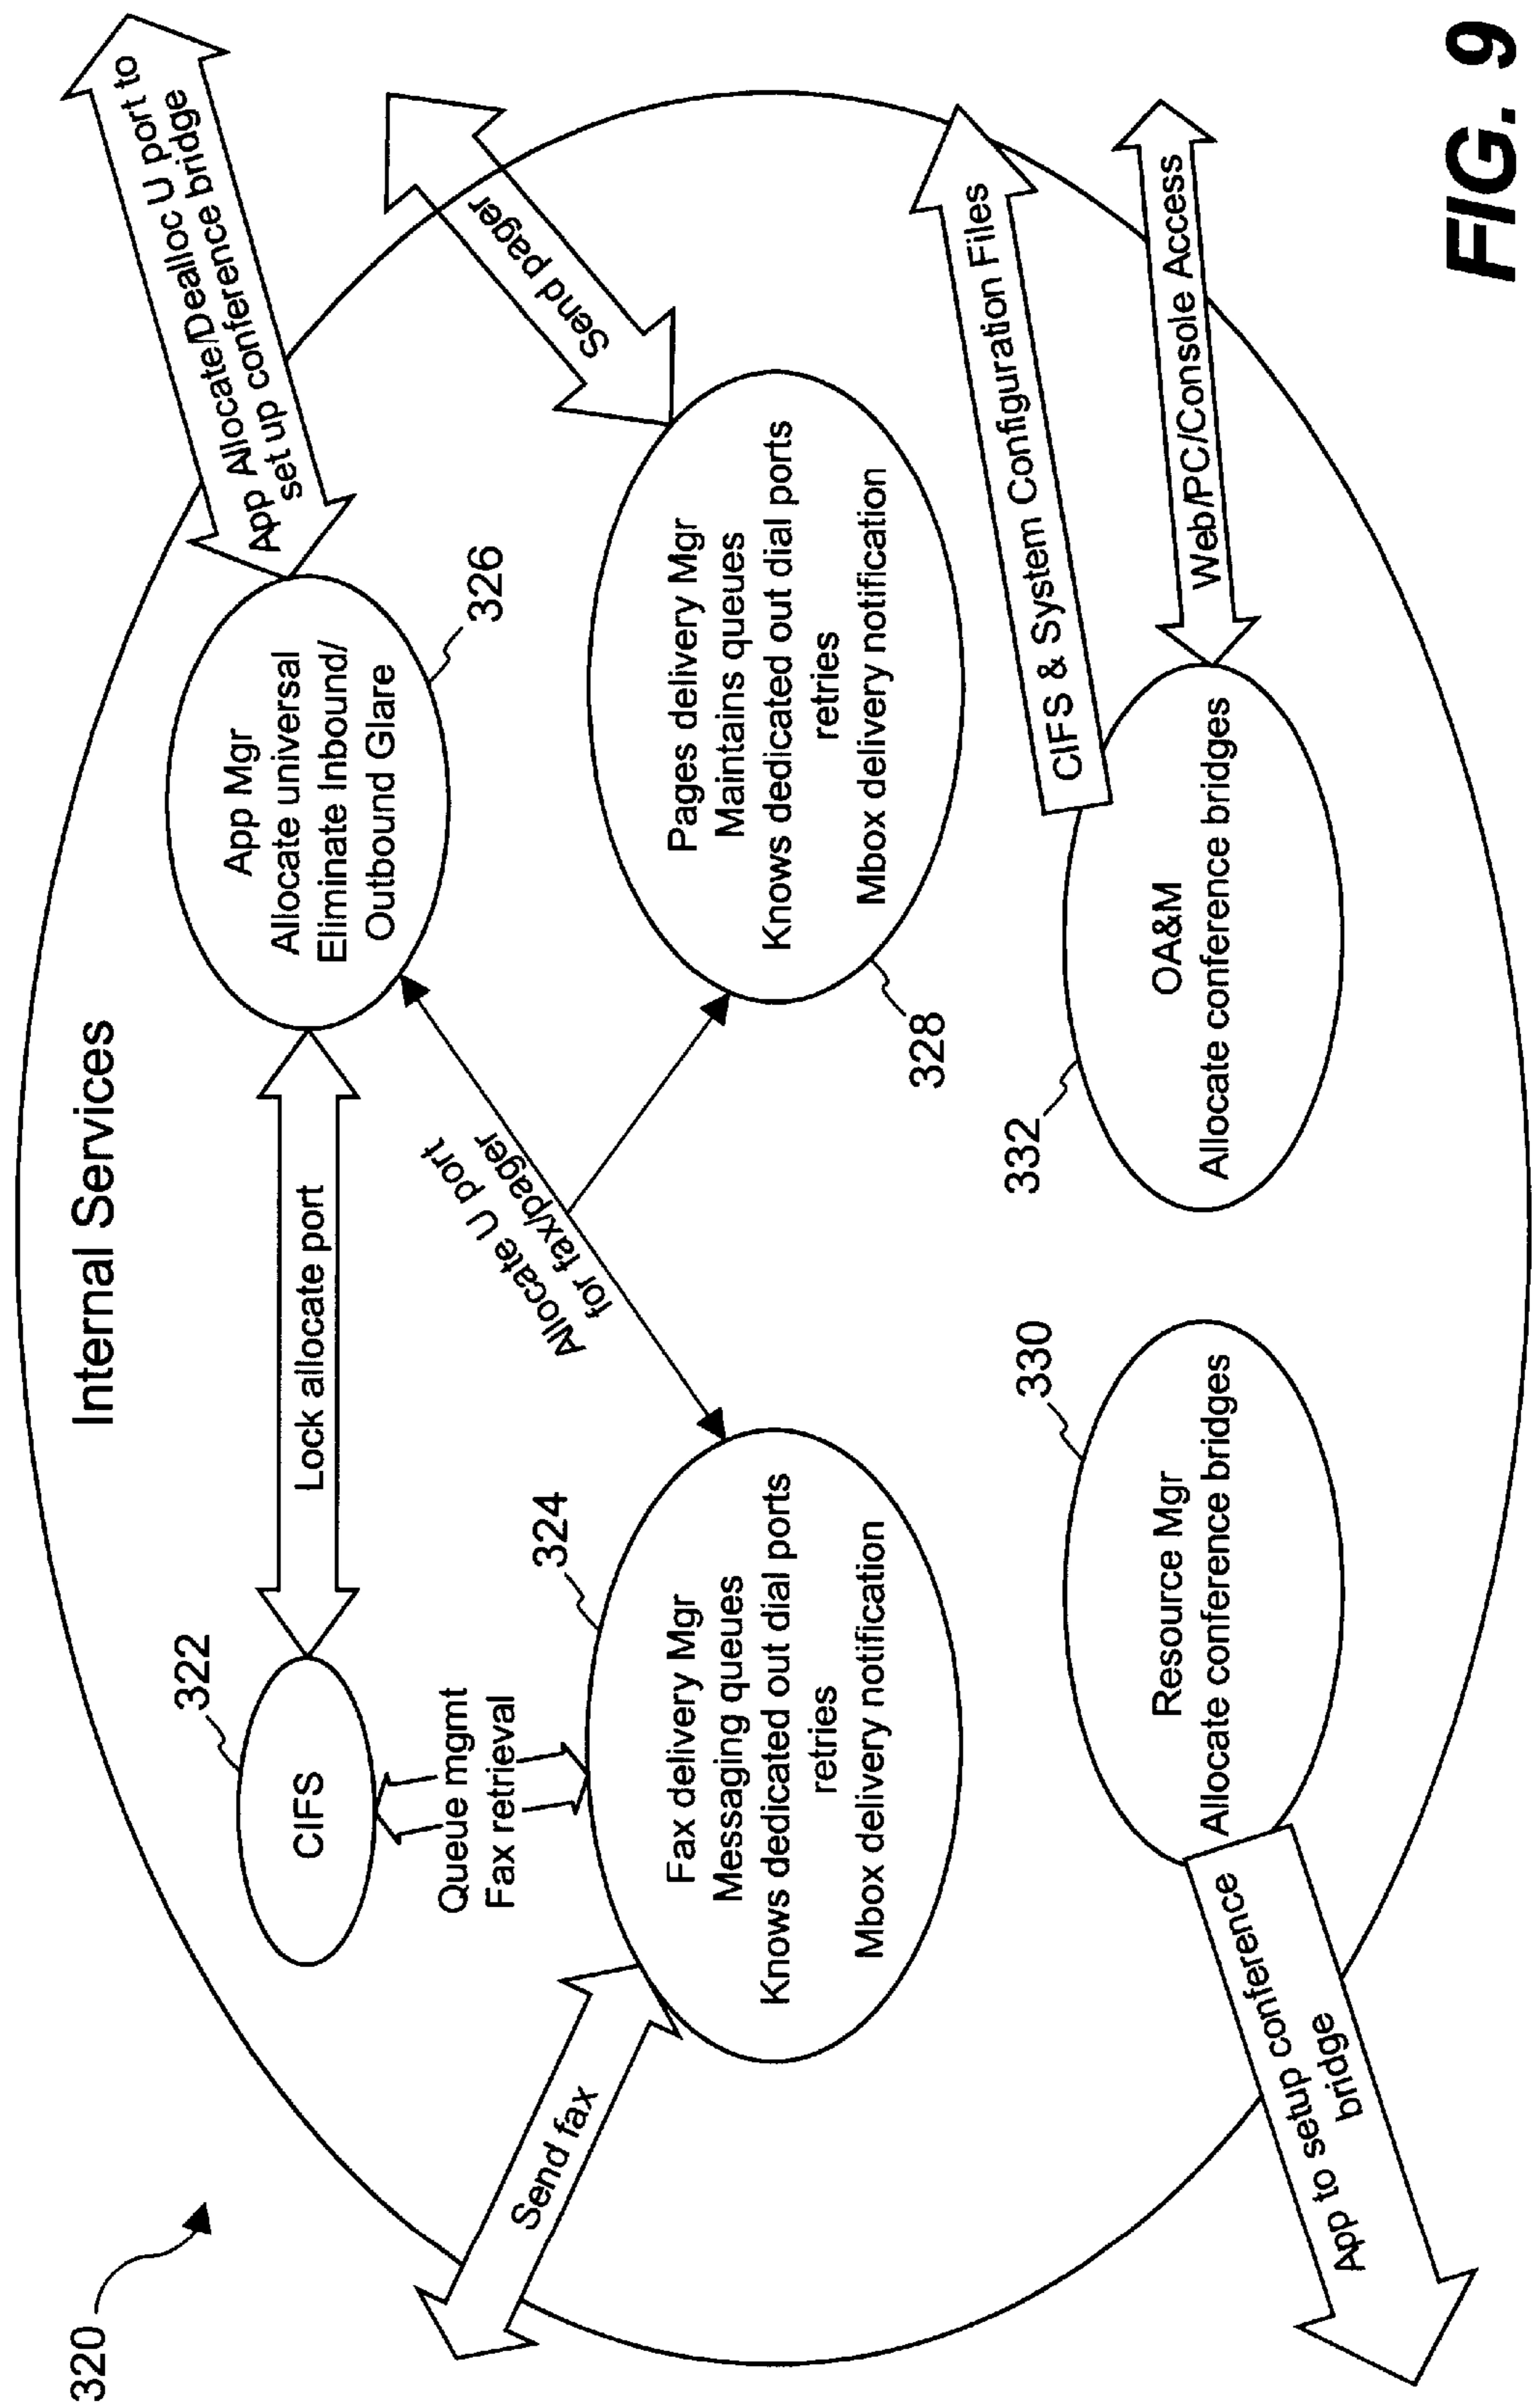 320
Internal Services
322
CIFS
Lock allocate port
App Mgr
Allocate universal
Eliminate Inbound/
Outbound Glare
326
App Allocate/Dealloc U port to
set up conference bridge
Queue mgmt
Fax retrieval
Allocate U port
for fax/pager
Send pager
Send fax
324
Fax delivery Mgr
Messaging queues
Knows dedicated out dial ports
retries
Mbox delivery notification
Pages delivery Mgr
Maintains queues
Knows dedicated out dial ports
retries
Mbox delivery notification
328
330
Resource Mgr
Allocate conference bridges
App to setup conference
bridge
332
OA&M
Allocate conference bridges
CIFS & System Configuration Files
Web/PC/Console Access
FIG. 9